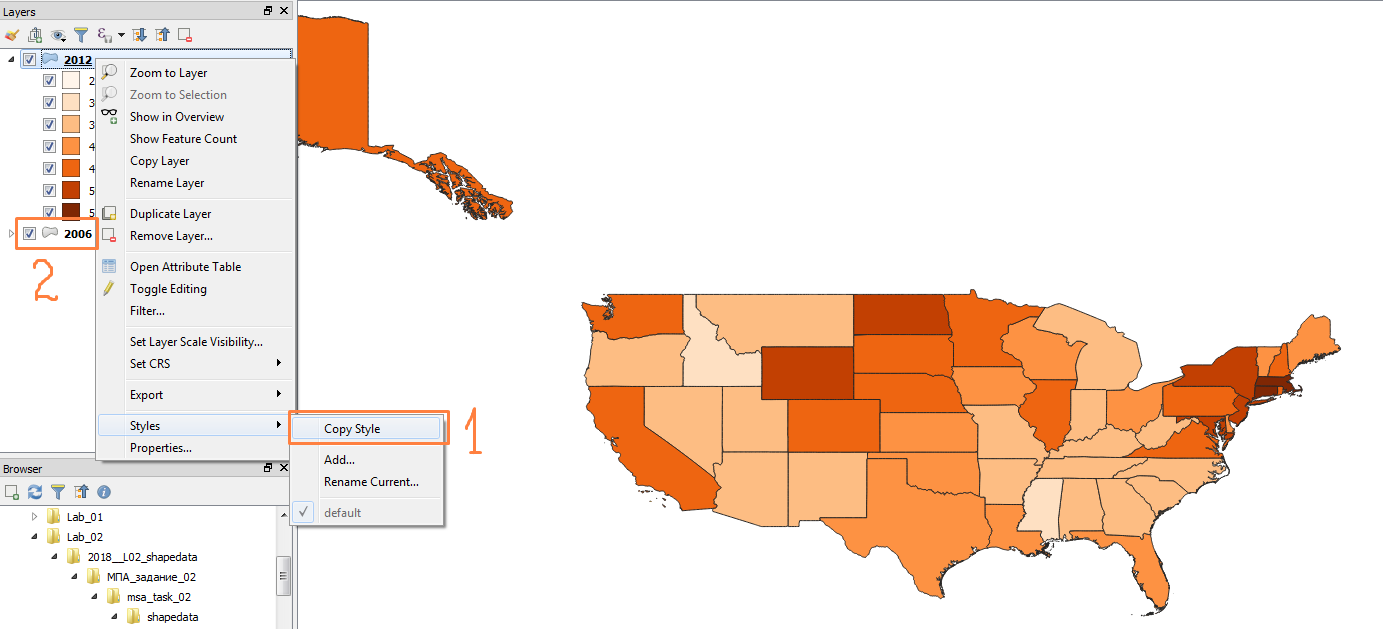 Layers
2012
2
3
3
4
4
5
5
2006
2
Zoom to Layer
Zoom to Selection
Show in Overview
Show Feature Count
Copy Layer
Rename Layer
Duplicate Layer
Remove Layer...
Open Attribute Table
Toggle Editing
Filter...
Set Layer Scale Visibility...
Set CRS
Export
Styles
Properties...
Copy Style
1
Add...
Rename Current...
default
Browser
Lab_01
Lab_02
2018__L02_shapedata
МПА_задание_02
msa_task_02
shapedata